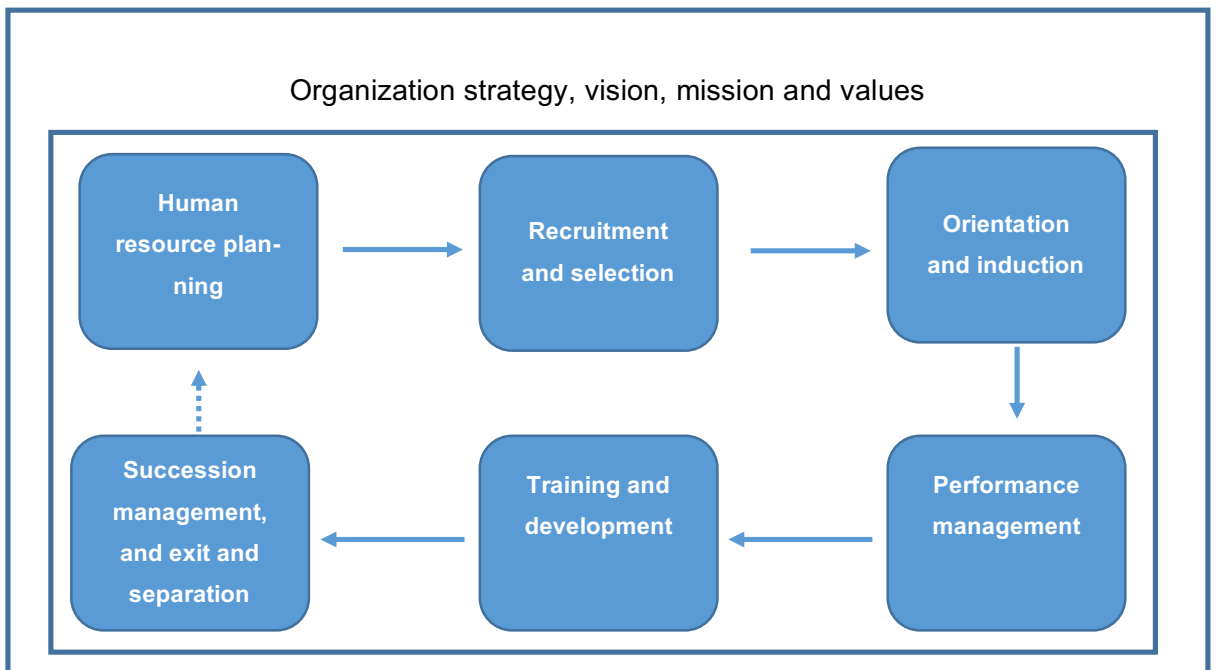 Organization strategy, vision, mission and values
Human
resource plan-
ning
Recruitment
and selection
Orientation
and induction
Succession
management,
and exit and
separation
Training and
development
Performance
management